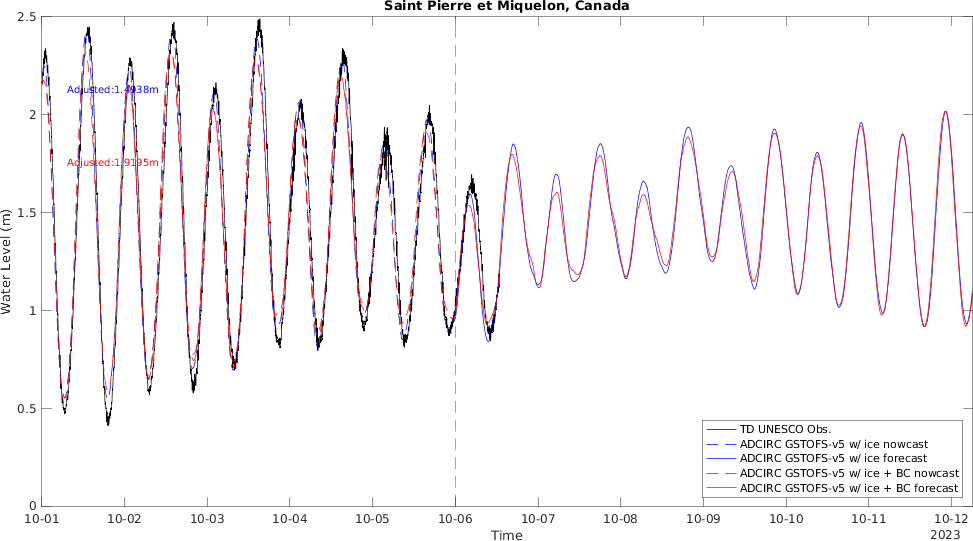 Saint Pierre et Miquelon, Canada
2.5
2
1.5
1
0.5
0
Water Level (m)
Adjusted:1.4938m
Adjusted:1.9195m
TD UNESCO Obs.
ADCIRC GSTOFS-v5 w/ ice nowcast
ADCIRC GSTOFS-v5 w/ ice forecast
ADCIRC GSTOFS-v5 w/ ice + BC nowcast
ADCIRC GSTOFS-v5 w/ ice + BC forecast
10-01 10-02 10-03 10-04 10-05 10-06 10-07 10-08 10-09 10-10 10-11 10-12
Time
2023